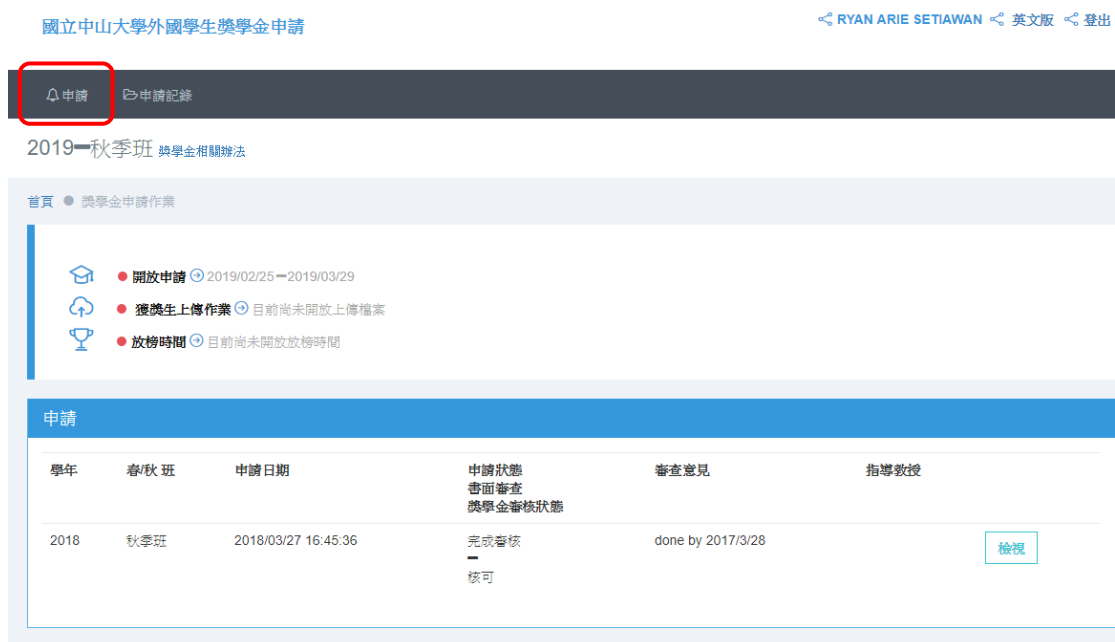 國立中山大學外國學生獎學金申請
RYAN ARIE SETIAWAN 英文版 登出
申請 申請記錄
2019━秋季班 獎學金相關辦法
首頁 ● 獎學金申請作業
● 開放申請 2019/02/25━2019/03/29
● 獲獎生上傳作業 目前尚未開放上傳檔案
● 放榜時間 目前尚未開放放榜時間
申請
學年 春/秋 班 申請日期 申請狀態 審查意見 指導教授
書面審查
獎學金審核狀態
2018 秋季班 2018/03/27 16:45:36 完成審核 done by 2017/3/28 檢視
━
核可